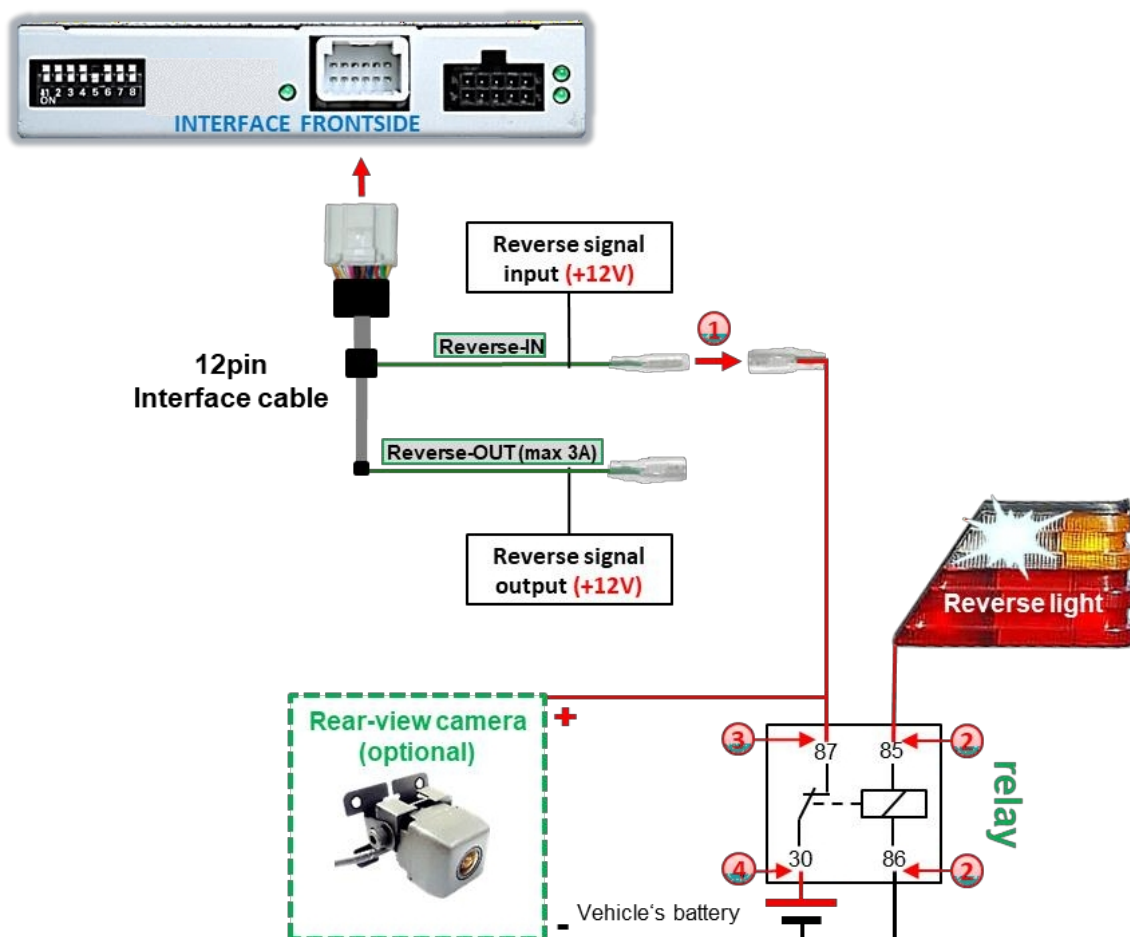 1 2 3 4 5 6 7 8
ON
INTERFACE FRONTSIDE
Reverse signal
input (+12V)
1
Reverse-IN
12pin
Interface cable
Reverse-OUT (max 3A)
Reverse signal
output (+12V)
Reverse light
Rear-view camera
(optional)
+
3
87
85
2
relay
4
30
86
2
-
Vehicle‘s battery